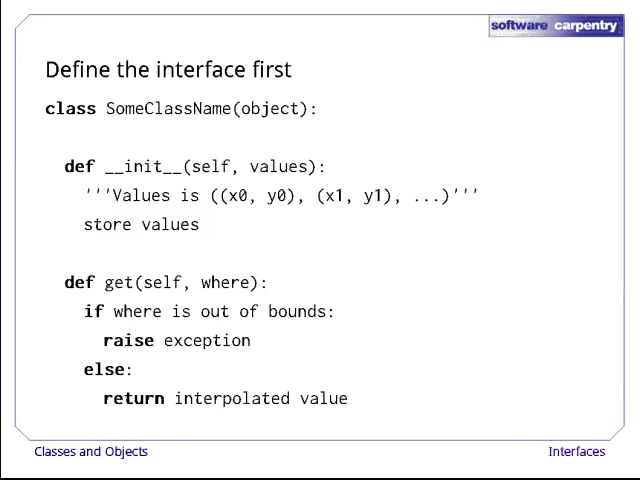 software carpentry
Define the interface first
class SomeClassName(object):
def __init__(self, values):
'''Values is ((x0, y0), (x1, y1), ...)'''
store values
def get(self, where):
if where is out of bounds:
raise exception
else:
return interpolated value
Classes and Objects
Interfaces